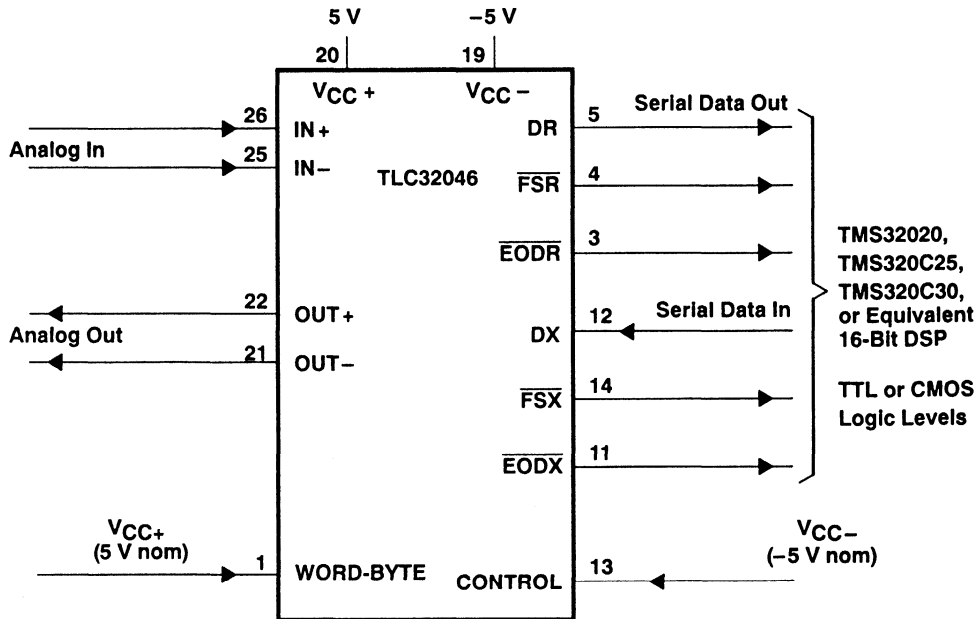 5 V
–5 V
20
19
VCC+
VCC–
26
IN+
Analog In
25
IN–
TLC32046
DR
5
Serial Data Out
FSR
4
EODR
3
22
OUT+
Analog Out
21
OUT–
DX
12
Serial Data In
FSX
14
EODX
11
TMS32020,
TMS320C25,
TMS320C30,
or Equivalent
16-Bit DSP
TTL or CMOS
Logic Levels
VCC+
(5 V nom)
1
WORD-BYTE
CONTROL
13
VCC–
(–5 V nom)